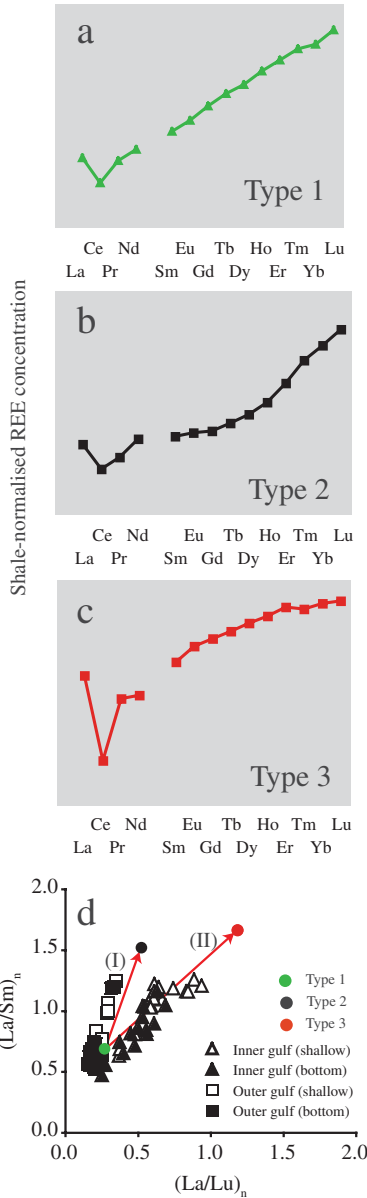 a
Type 1
Ce Nd Eu Tb Ho Tm Lu
La Pr Sm Gd Dy Er Yb
b
Type 2
Ce Nd Eu Tb Ho Tm Lu
La Pr Sm Gd Dy Er Yb
c
Type 3
Ce Nd Eu Tb Ho Tm Lu
La Pr Sm Gd Dy Er Yb
Shale-normalised REE concentration
d
2.0
1.5
1.0
0.5
0.0
(La/Sm)n
(I)
(II)
Type 1
Type 2
Type 3
Inner gulf (shallow)
Inner gulf (bottom)
Outer gulf (shallow)
Outer gulf (bottom)
0.0 0.5 1.0 1.5 2.0
(La/Lu)n